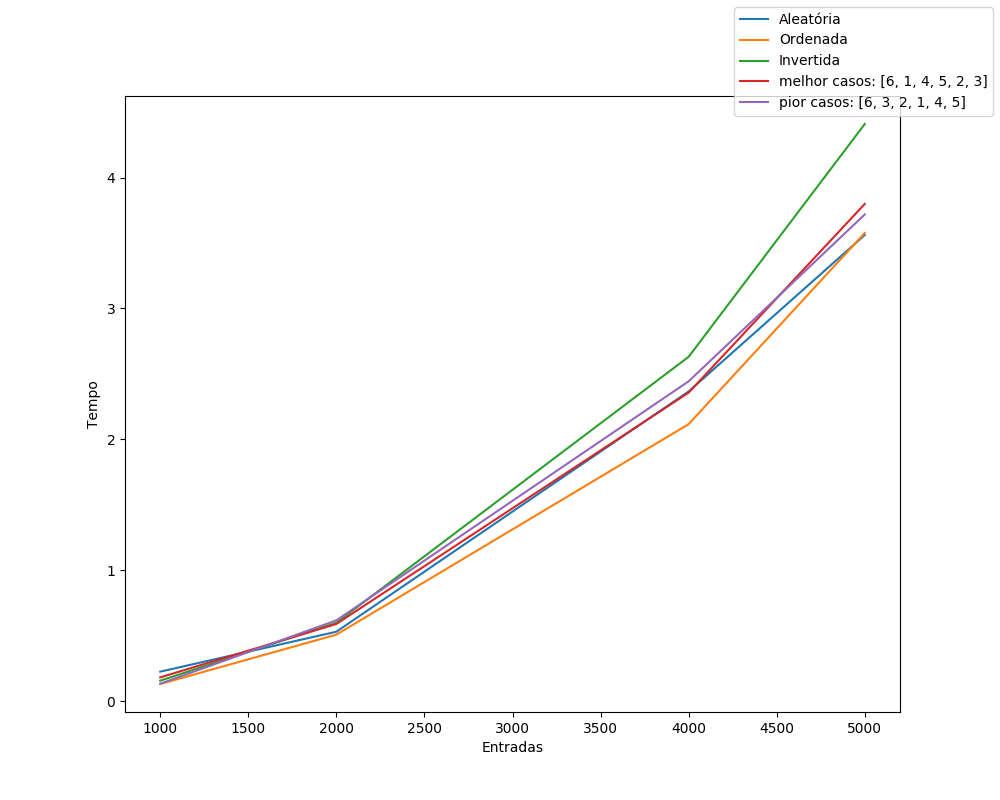 Aleatória
Ordenada
Invertida
melhor casos: [6, 1, 4, 5, 2, 3]
pior casos: [6, 3, 2, 1, 4, 5]
4
3
2
1
0
Tempo
1000 1500 2000 2500 3000 3500 4000 4500 5000
Entradas